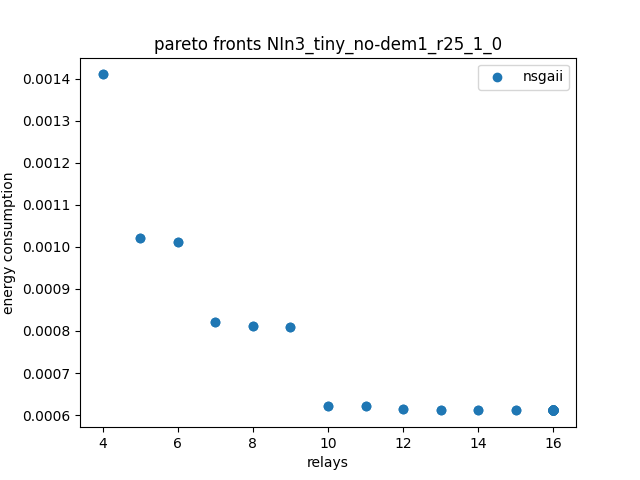 pareto fronts NIn3_tiny_no-dem1_r25_1_0
nsgaii
0.0014
0.0013
0.0012
0.0011
0.0010
0.0009
0.0008
0.0007
0.0006
energy consumption
4 6 8 10 12 14 16
relays